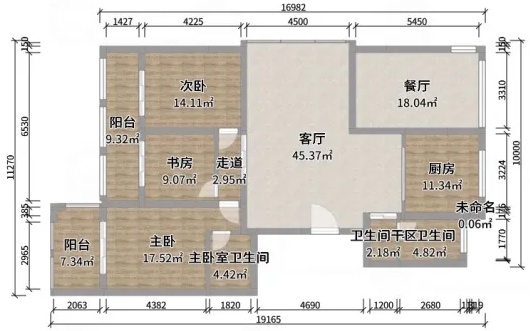 16982
1427 4225 4500 5450
150
6530
385
2965
11270
次卧
14.11㎡
阳台
9.32㎡
书房
9.07㎡
走道
2.95㎡
客厅
45.37㎡
餐厅
18.04㎡
厨房
11.34㎡
未命名
0.06㎡
阳台
7.34㎡
主卧
17.52㎡
主卧室卫生间
4.42㎡
卫生间干区
2.18㎡
卫生间
4.82㎡
3310
3224
1770
10000
2063 4382 1820 4690 1200 2680
19165